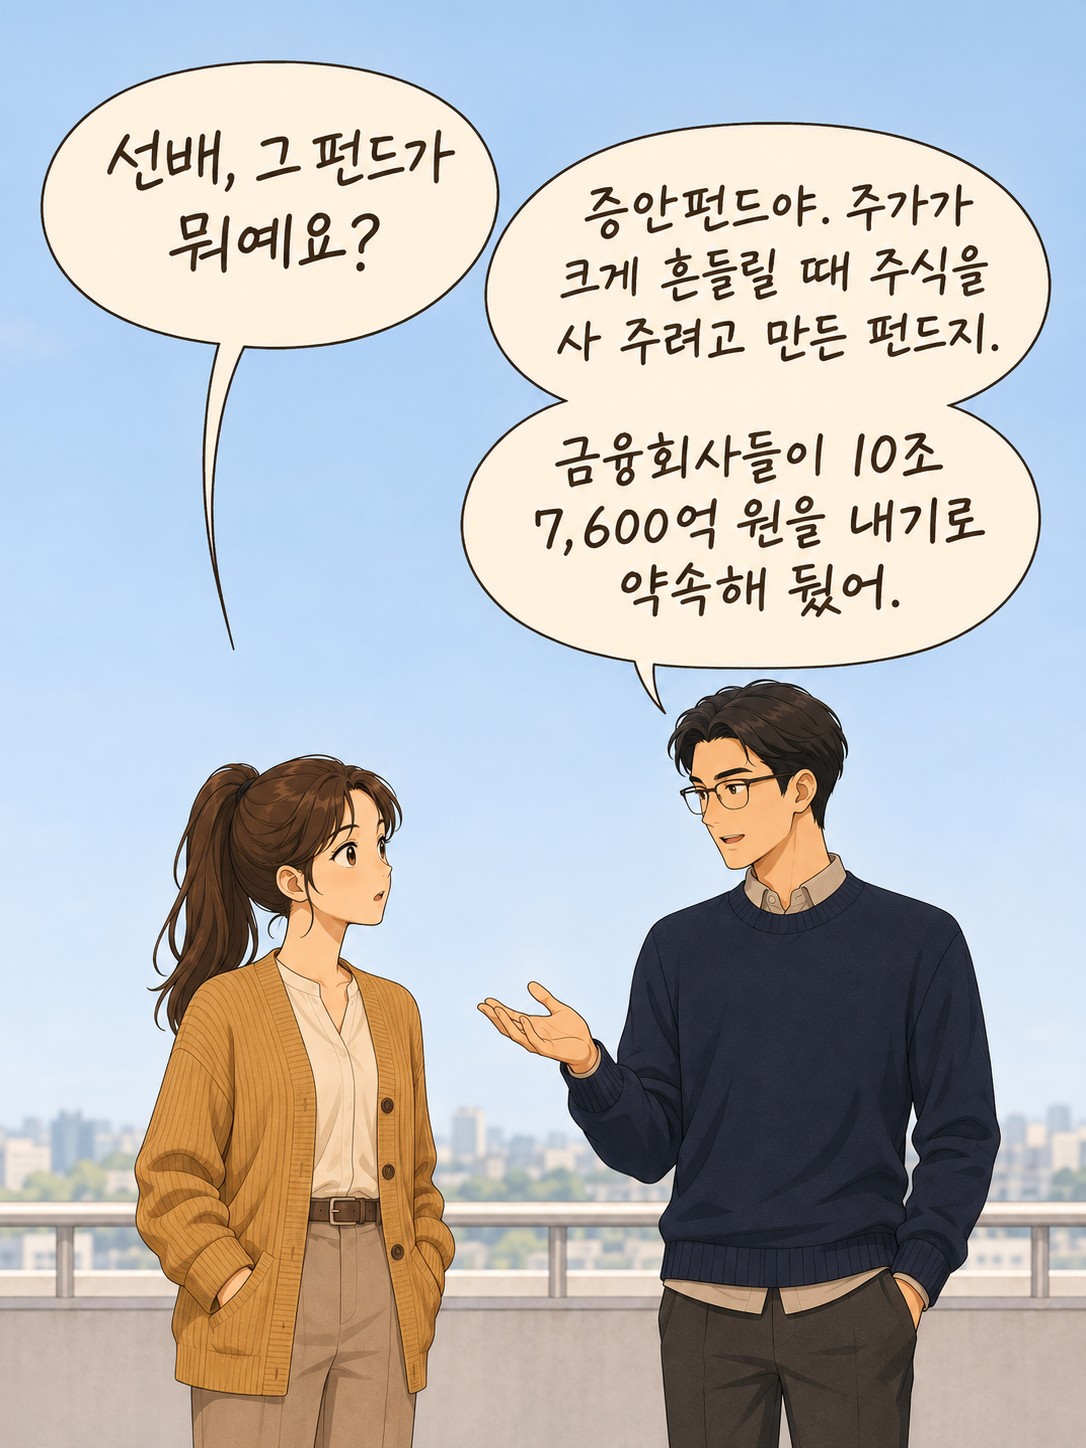 선배, 그 펀드가
뭐예요?
증안펀드야. 주가가
크게 흔들릴 때 주식을
사 주려고 만든 펀드지.
금융회사들이 10조
7,600억 원을 내기로
약속해 뒀어.